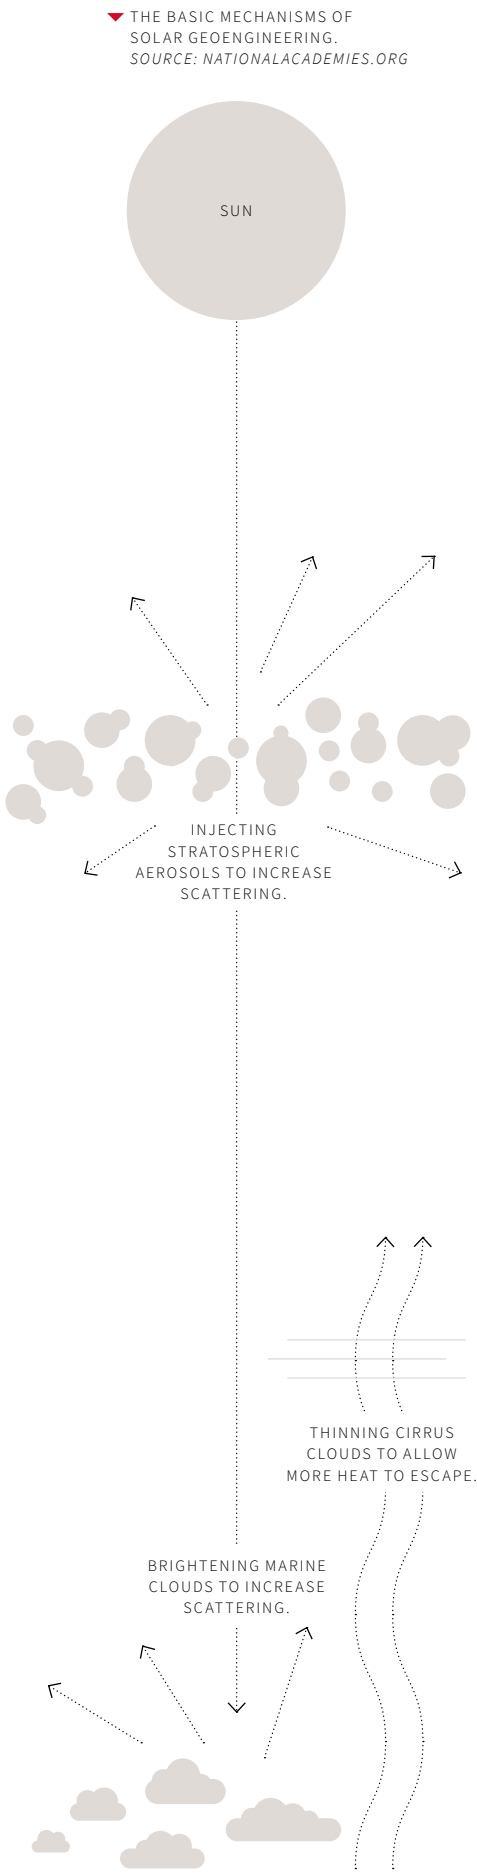 THE BASIC MECHANISMS OF
SOLAR GEOENGINEERING.
SOURCE: NATIONALACADEMIES.ORG
SUN
INJECTING
STRATOSPHERIC
AEROSOLS TO INCREASE
SCATTERING.
THINNING CIRRUS
CLOUDS TO ALLOW
MORE HEAT TO ESCAPE.
BRIGHTENING MARINE
CLOUDS TO INCREASE
SCATTERING.